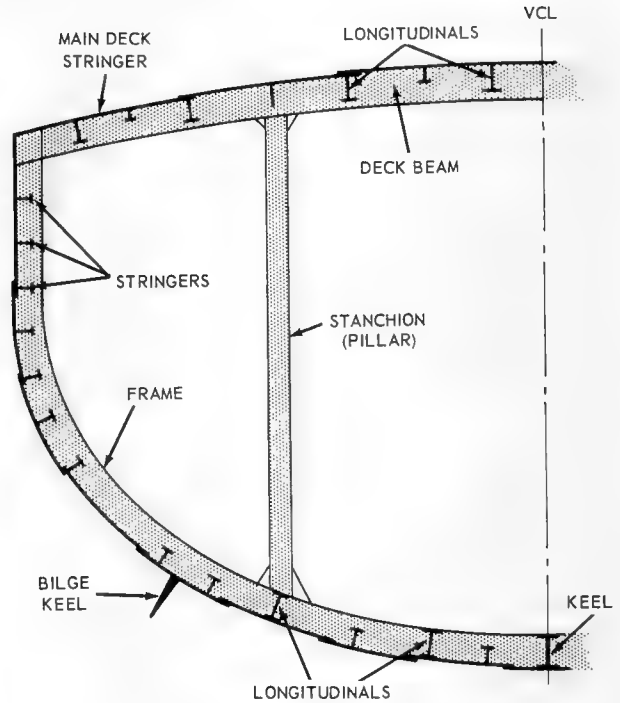 VCL
MAIN DECK
STRINGER
LONGITUDINALS
DECK BEAM
STRINGERS
STANCHION
(PILLAR)
FRAME
BILGE
KEEL
KEEL
LONGITUDINALS